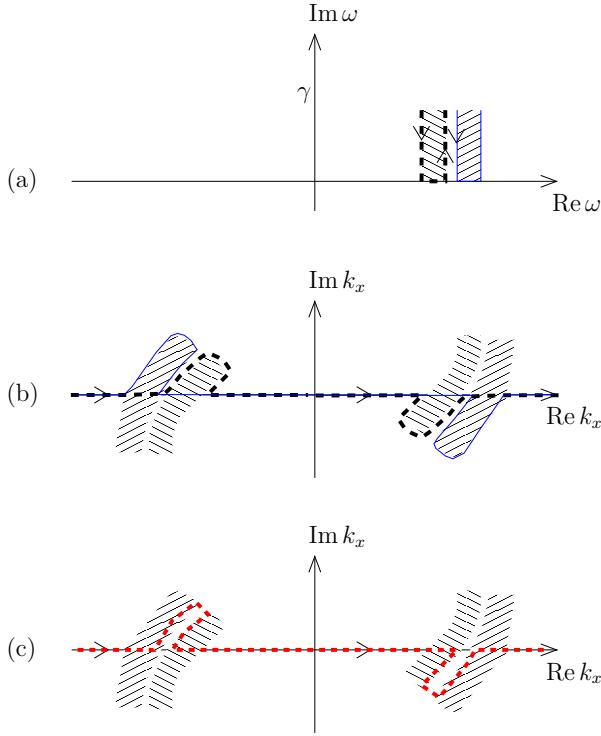 Im ω
γ
(a)
Re ω
Im kₓ
(b)
Re kₓ
Im kₓ
(c)
Re kₓ